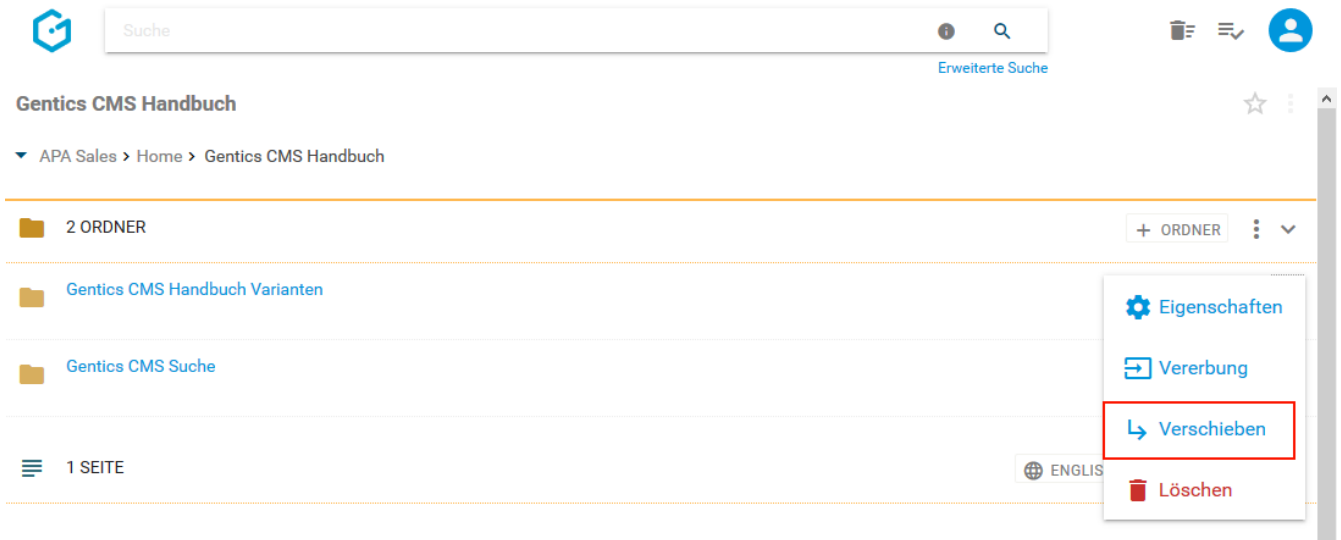 Suche
Erweiterte Suche
Gentics CMS Handbuch
APA Sales > Home > Gentics CMS Handbuch
2 ORDNER
+ ORDNER
Gentics CMS Handbuch Varianten
Eigenschaften
Gentics CMS Suche
Vererbung
Verschieben
1 SEITE
ENGLIS
Löschen